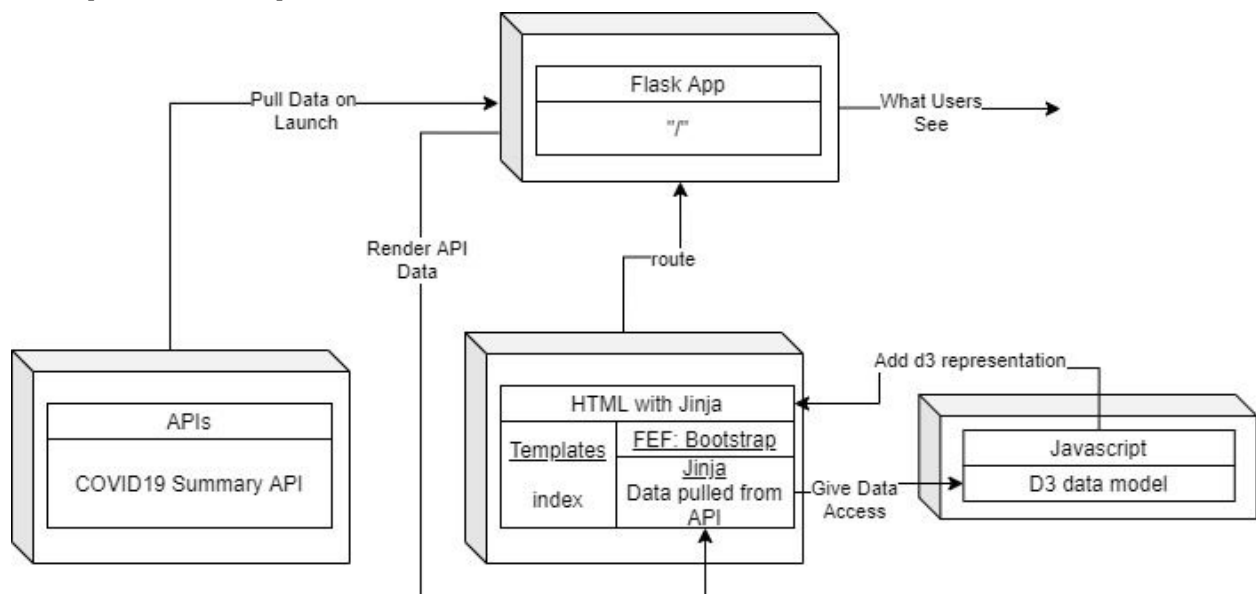 Flask App
"/"
Pull Data on
Launch
What Users
See
Render API
Data
route
APIs
COVID19 Summary API
HTML with Jinja
Templates
index
FEF: Bootstrap
Jinja
Data pulled from
API
Add d3 representation
Give Data
Access
Javascript
D3 data model